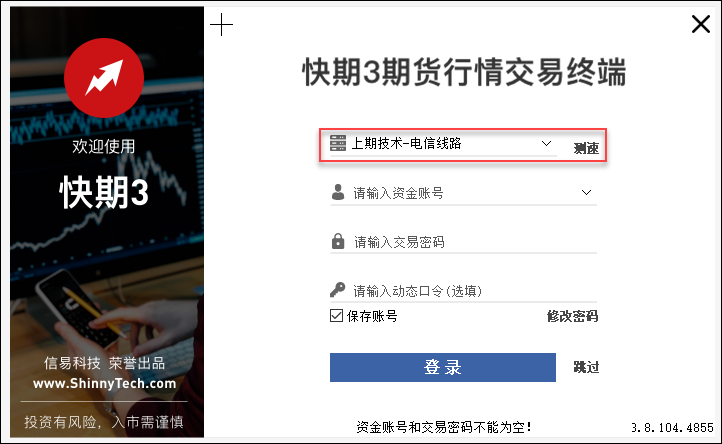 欢迎使用
快期3
信易科技 荣誉出品
www.ShinnyTech.com
投资有风险，入市需谨慎
快期3期货行情交易终端
上期技术-电信线路
测速
请输入资金账号
请输入交易密码
请输入动态口令(选填)
保存账号
修改密码
登录
跳过
资金账号和交易密码不能为空！
3.8.104.4855